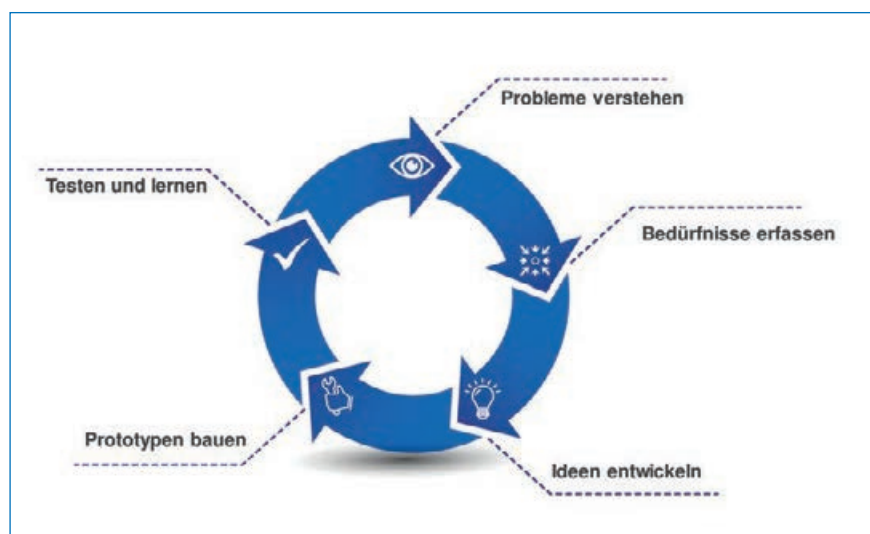 Probleme verstehen
Bedürfnisse erfassen
Ideen entwickeln
Prototypen bauen
Testen und lernen